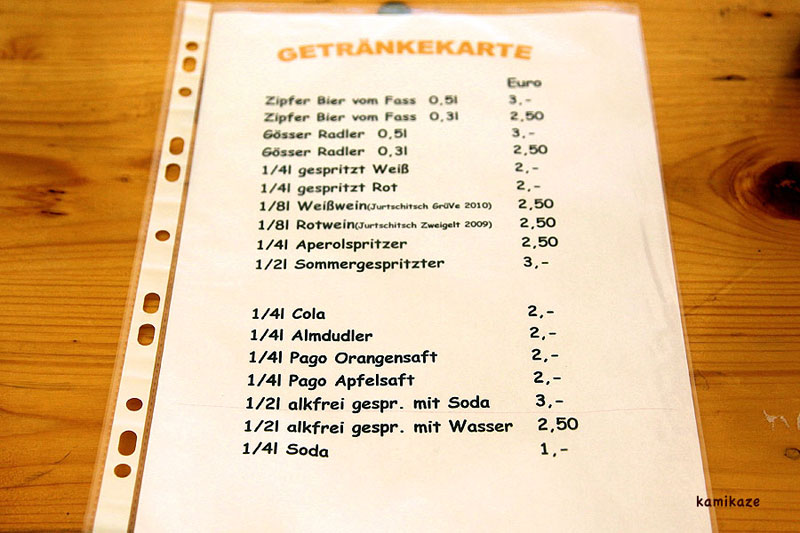 GETRÄNKEKARTE
Euro
Zipfer Bier vom Fass 0,5l 3,-
Zipfer Bier vom Fass 0,3l 2,50
Gösser Radler 0,5l 3,-
Gösser Radler 0,3l 2,50
1/4l gespritzt Weiß 2,-
1/4l gespritzt Rot 2,-
1/8l Weißwein(Jurtschitsch GrüVe 2010) 2,50
1/8l Rotwein(Jurtschitsch Zweigelt 2009) 2,50
1/4l Aperolspritzer 2,50
1/2l Sommergespritzter 3,-
1/4l Cola 2,-
1/4l Almdudler 2,-
1/4l Pago Orangensaft 2,-
1/4l Pago Apfelsaft 2,-
1/2l alkfrei gespr. mit Soda 3,-
1/2l alkfrei gespr. mit Wasser 2,50
1/4l Soda 1,-
kamikaze